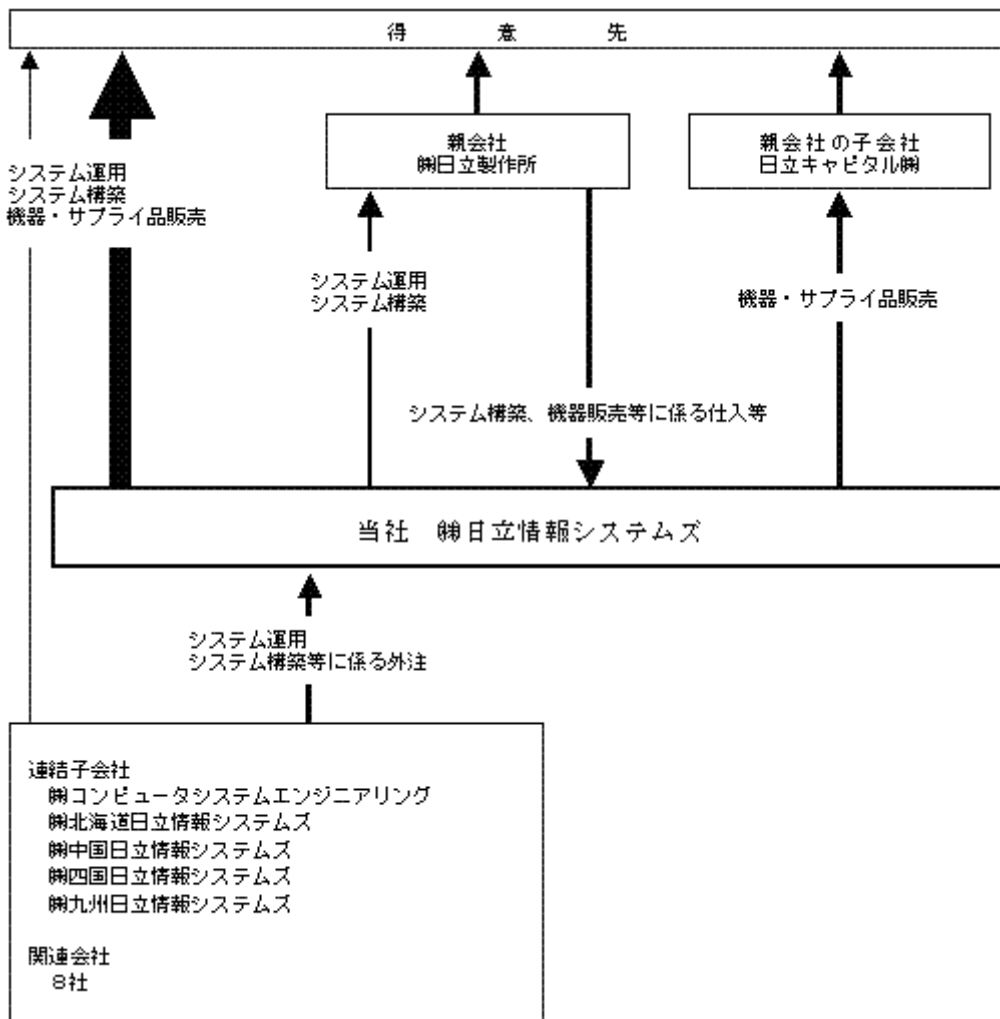 得意先
親会社
㈱日立製作所
親会社の子会社
日立キャピタル㈱
システム運用
システム構築
機器・サプライ品販売
システム運用
システム構築
機器・サプライ品販売
システム構築、機器販売等に係る仕入等
当社 ㈱日立情報システムズ
システム運用
システム構築等に係る外注
連結子会社
㈱コンピュータシステムエンジニアリング
㈱北海道日立情報システムズ
㈱中国日立情報システムズ
㈱四国日立情報システムズ
㈱九州日立情報システムズ
関連会社
8社